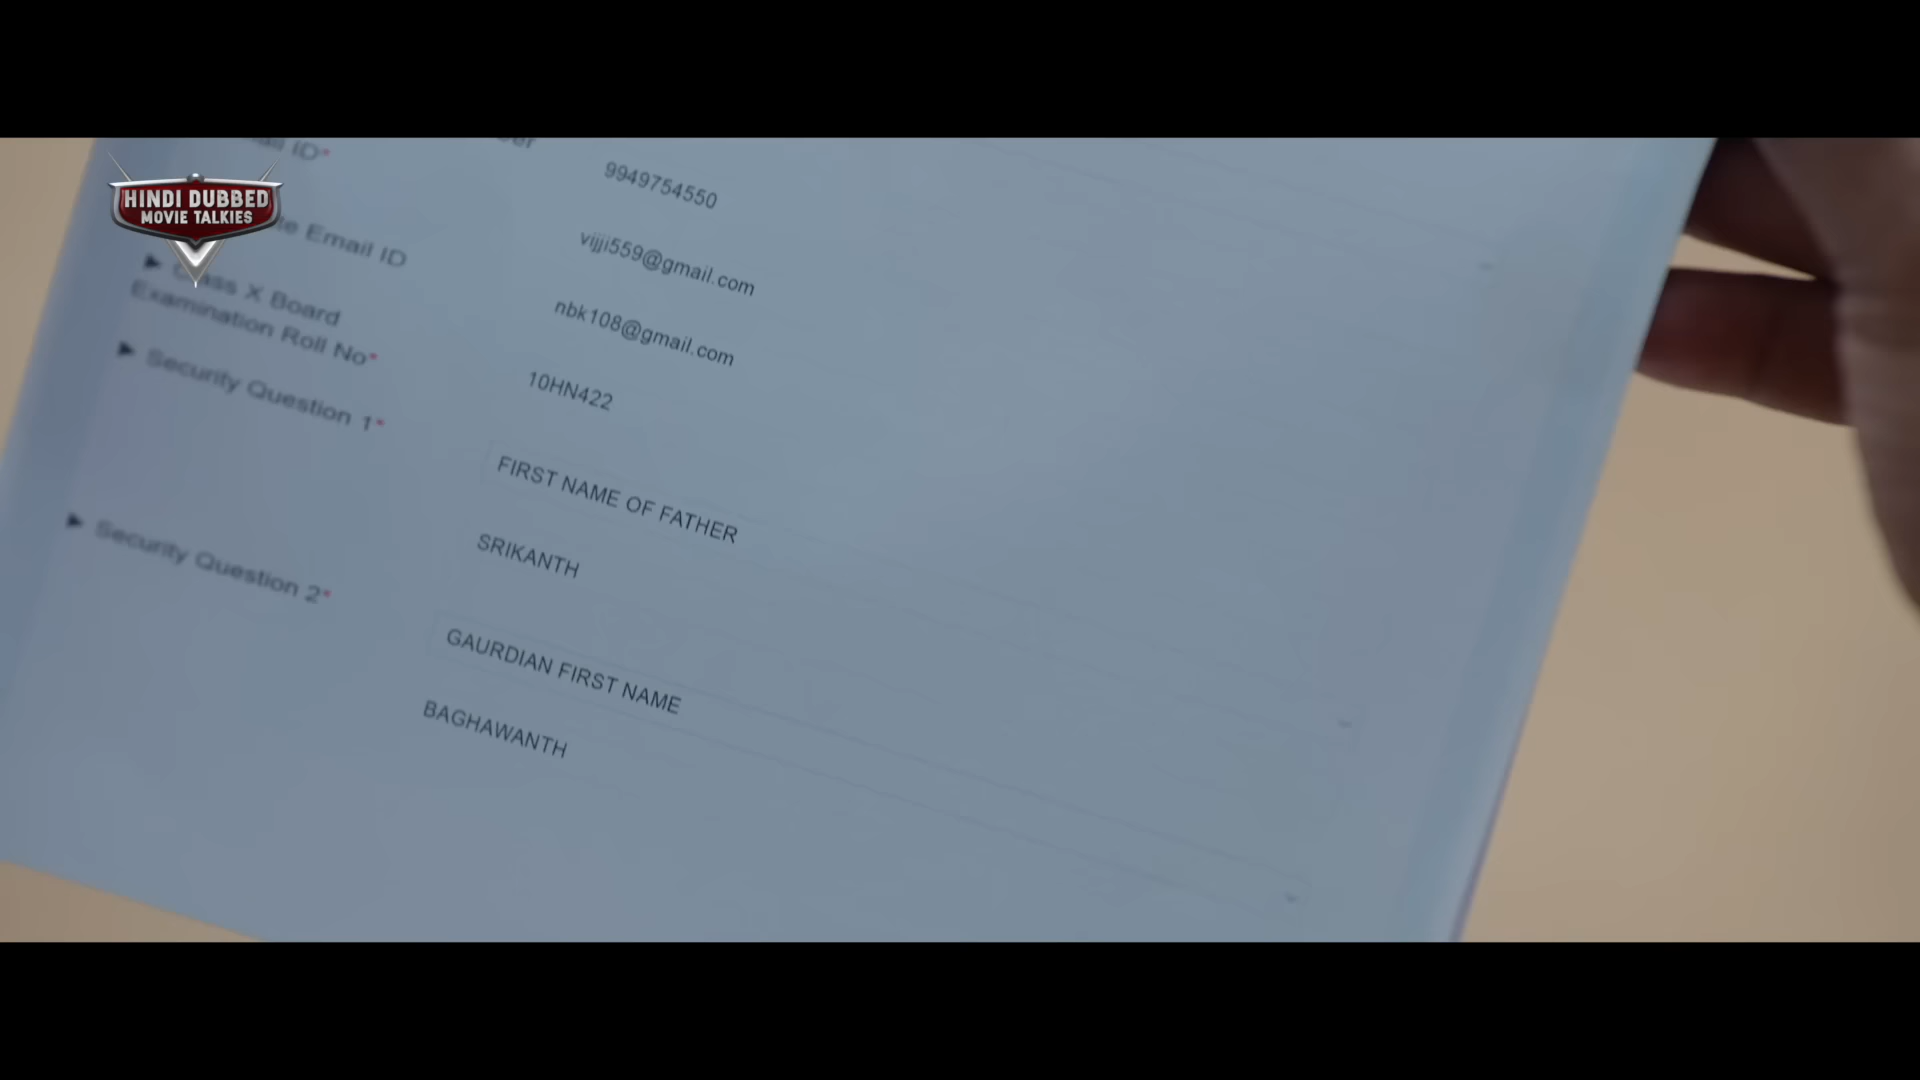 ID*
9949754550
HINDI DUBBED
MOVIE TALKIES
Email ID
vijji559@gmail.com
X Board
Examination Roll No*
nbk108@gmail.com
Security Question 1*
10HN422
FIRST NAME OF FATHER
SRIKANTH
Security Question 2*
GAURDIAN FIRST NAME
BAGHAWANTH